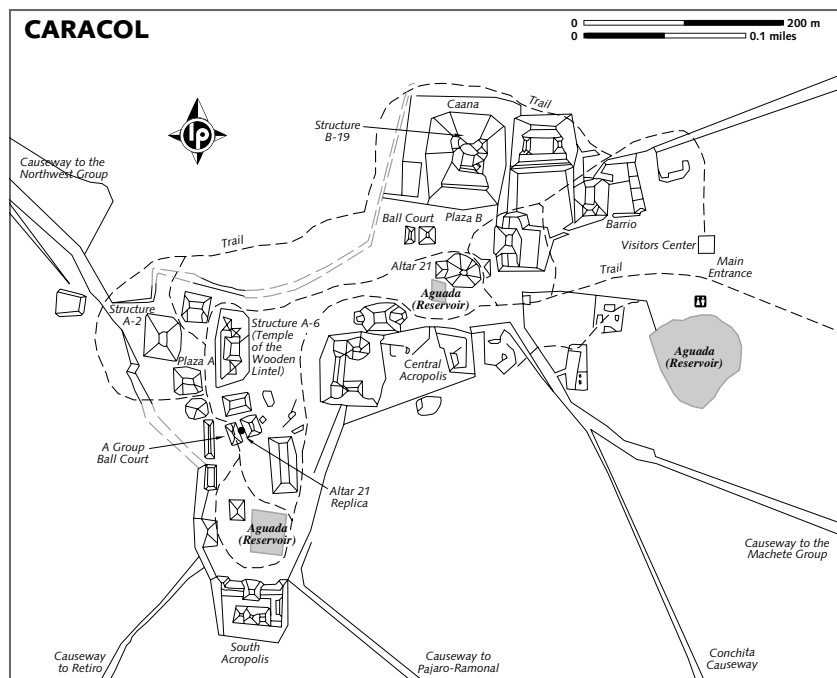 CARACOL
0 200 m
0 0.1 miles
lp
Caana
Trail
Structure
B-19
Causeway to the
Northwest Group
Ball Court
Plaza B
Barrio
Visitors Center
Trail
Altar 21
Main
Entrance
Trail
Aguada
(Reservoir)
Structure
A-2
Structure A-6
(Temple
of the
Wooden
Lintel)
Plaza A
Central
Acropolis
Aguada
(Reservoir)
A Group
Ball Court
Altar 21
Replica
Aguada
(Reservoir)
Causeway to the
Machete Group
South
Acropolis
Causeway
to Retiro
Causeway to
Pajaro-Ramonal
Conchita
Causeway